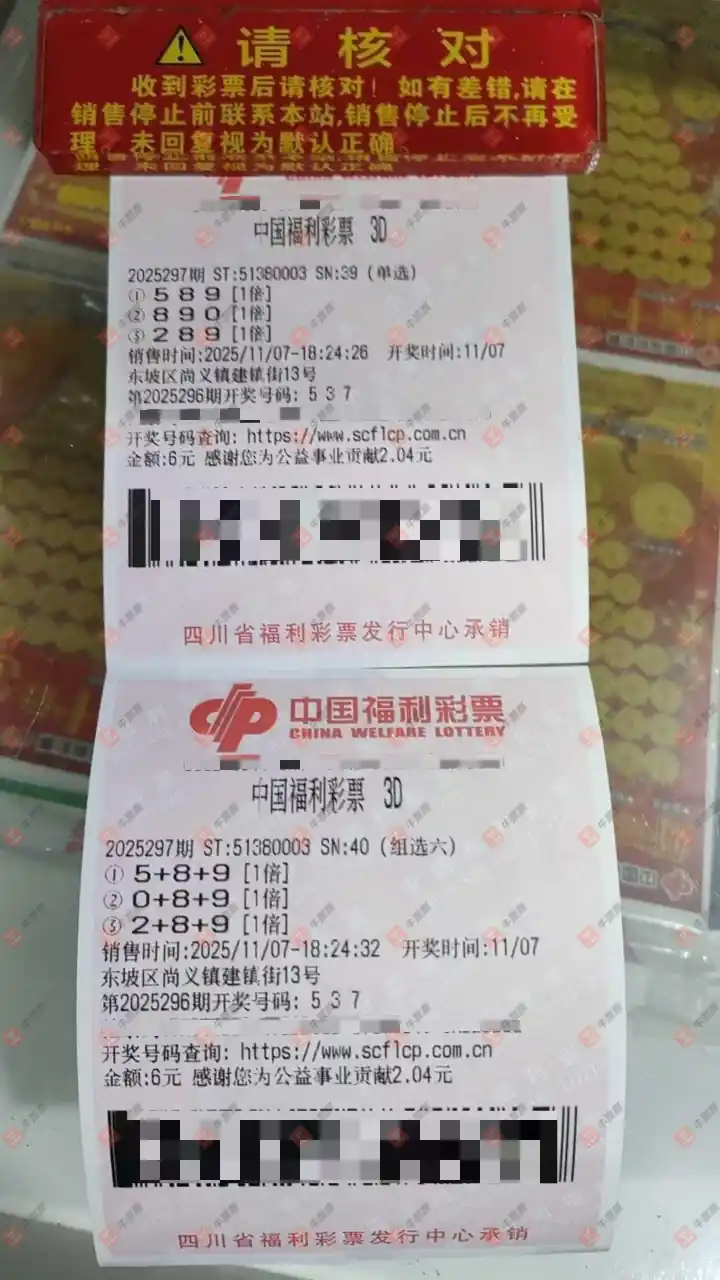 请核对
收到彩票后请核对！如有差错,请在
销售停止前联系本站,销售停止后不再受
理，未回复视为默认正确
中国福利彩票 3D
2025297期 ST:51380003 SN:39 (单选)
① 5 8 9 [1倍]
② 8 9 0 [1倍]
③ 2 8 9 [1倍]
销售时间:2025/11/07-18:24:26 开奖时间:11/07
东坡区尚义镇建镇街13号
第2025296期开奖号码: 5 3 7
开奖号码查询: https://www.scflcp.com.cn
金额:6元 感谢您为公益事业贡献2.04元
四川省福利彩票发行中心承销
中国福利彩票
CHINA WELFARE LOTTERY
中国福利彩票 3D
2025297期 ST:51380003 SN:40 (组选六)
① 5+8+9 [1倍]
② 0+8+9 [1倍]
③ 2+8+9 [1倍]
销售时间:2025/11/07-18:24:32 开奖时间:11/07
东坡区尚义镇建镇街13号
第2025296期开奖号码: 5 3 7
开奖号码查询: https://www.scflcp.com.cn
金额:6元 感谢您为公益事业贡献2.04元
四川省福利彩票发行中心承销